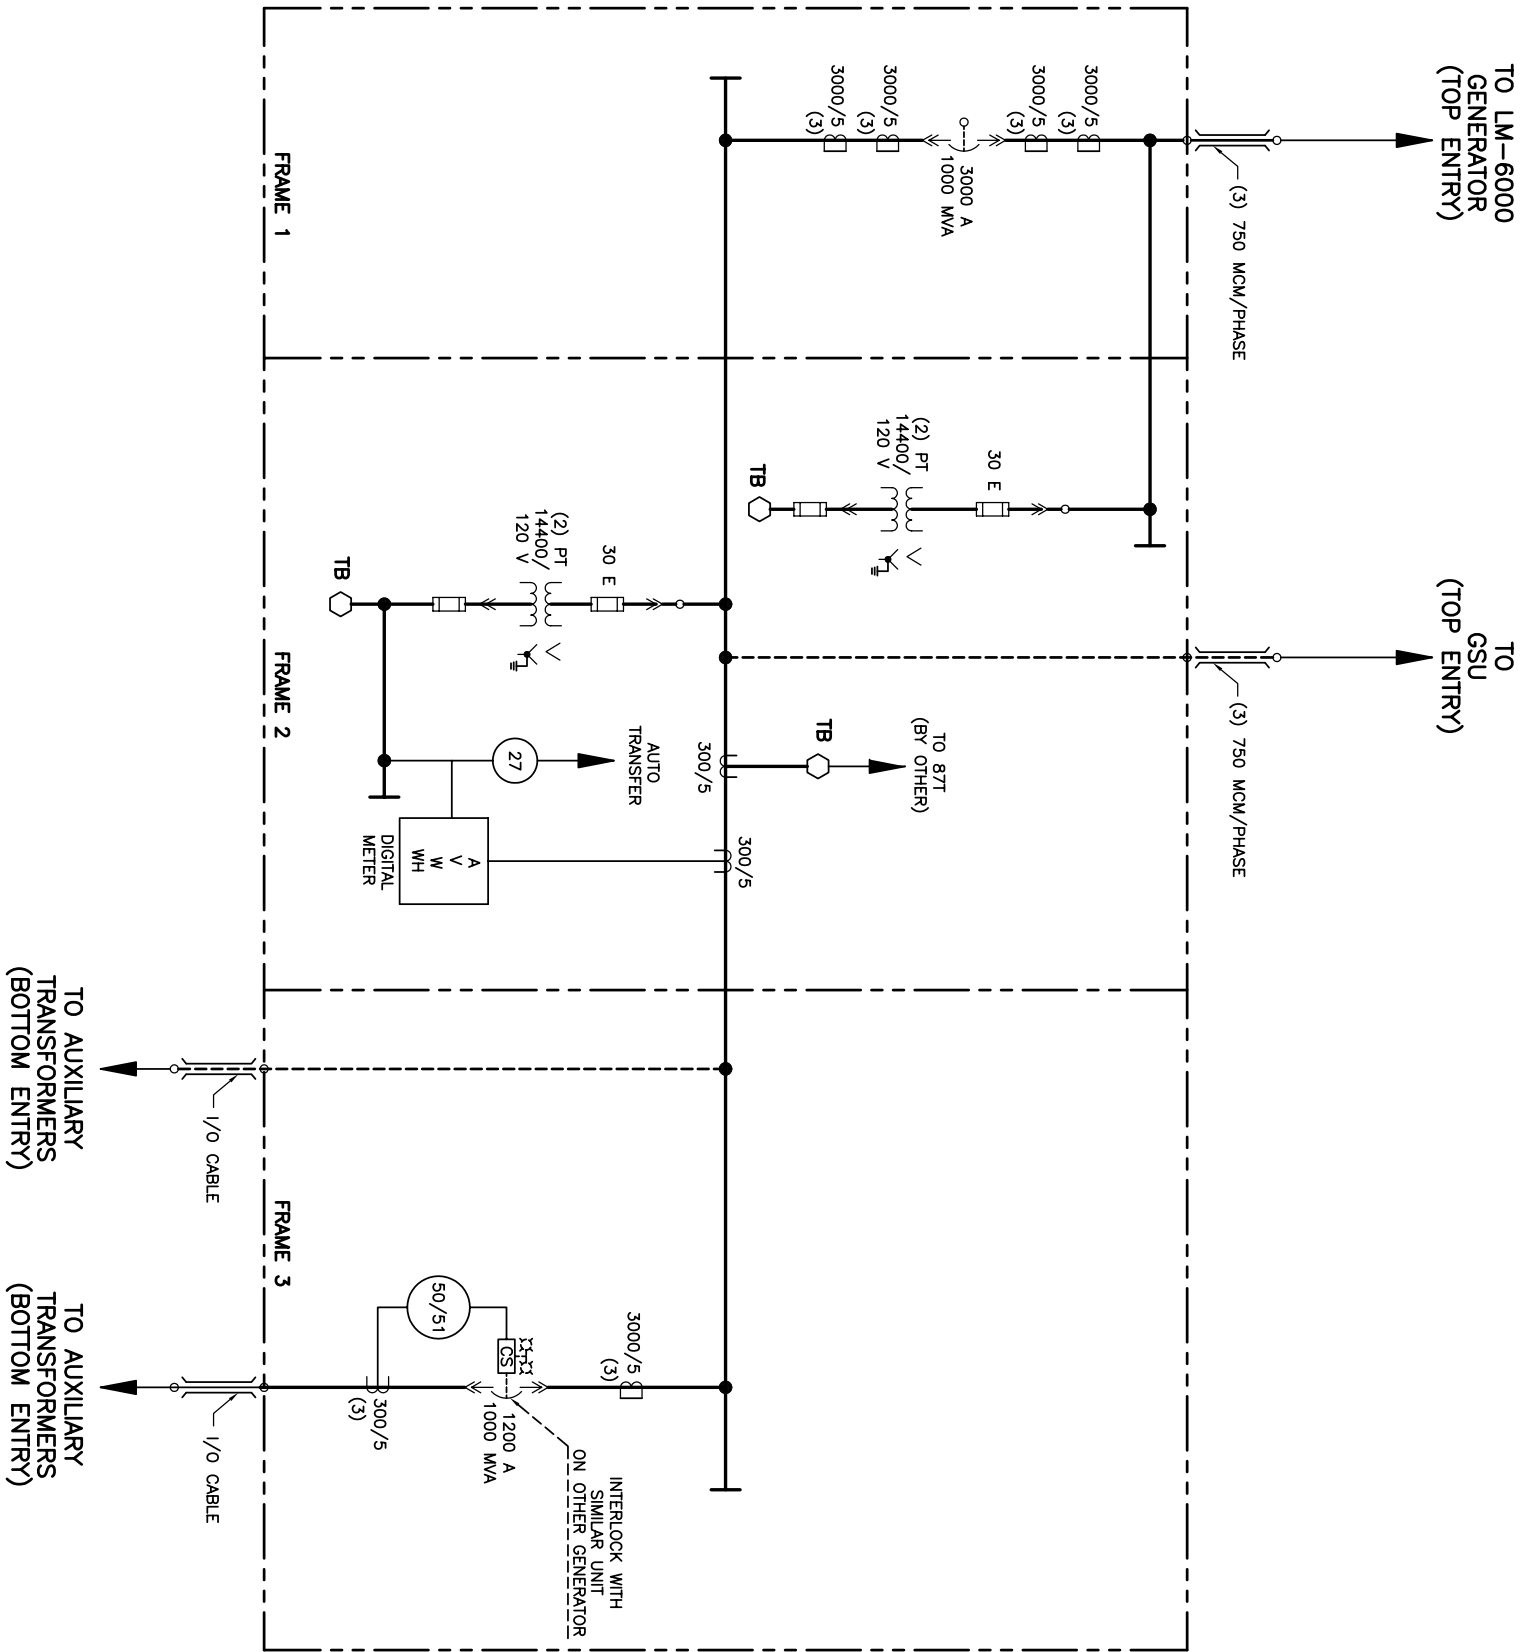 TO LM-6000
GENERATOR
(TOP ENTRY)
(3) 750 MCM/PHASE
3000/5
(3)
3000/5
(3)
3000 A
1000 MVA
3000/5
(3)
3000/5
(3)
FRAME 1
TO
GSU
(TOP ENTRY)
(3) 750 MCM/PHASE
30 E
(2) PT
14400/
120 V
TB
30 E
(2) PT
14400/
120 V
TB
TO 87T
(BY OTHER)
TB
300/5
300/5
AUTO
TRANSFER
27
A
V
W
WH
DIGITAL
METER
FRAME 2
3000/5
(3)
CS
50/51
1200 A
1000 MVA
INTERLOCK WITH
SIMILAR UNIT
ON OTHER GENERATOR
300/5
(3)
FRAME 3
I/O CABLE
TO AUXILIARY
TRANSFORMERS
(BOTTOM ENTRY)
I/O CABLE
TO AUXILIARY
TRANSFORMERS
(BOTTOM ENTRY)